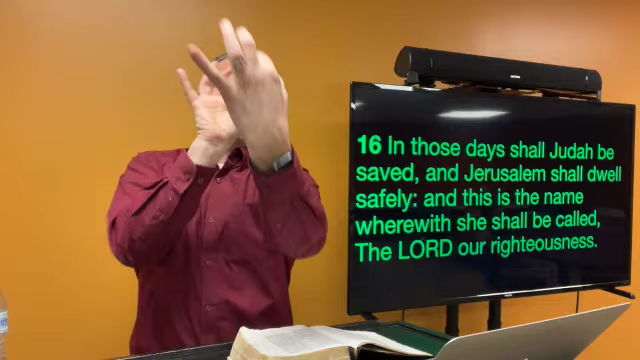 16 In those days shall Judah be
saved, and Jerusalem shall dwell
safely: and this is the name
wherewith she shall be called,
The LORD our righteousness.